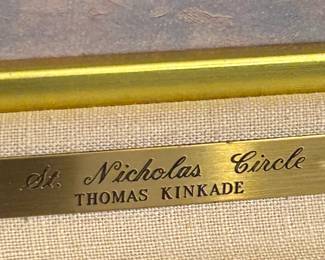 St. Nicholas Circle
THOMAS KINKADE